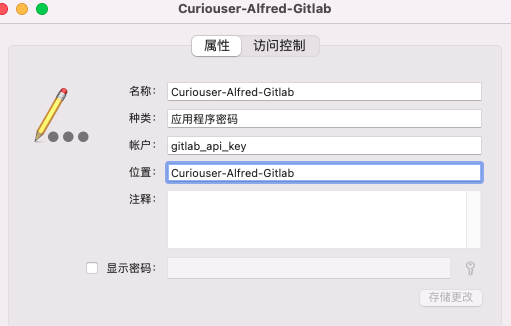 Curiouser-Alfred-Gitlab
属性 访问控制
名称： Curiouser-Alfred-Gitlab
种类： 应用程序密码
帐户： gitlab_api_key
位置： Curiouser-Alfred-Gitlab
注释：
显示密码：
存储更改